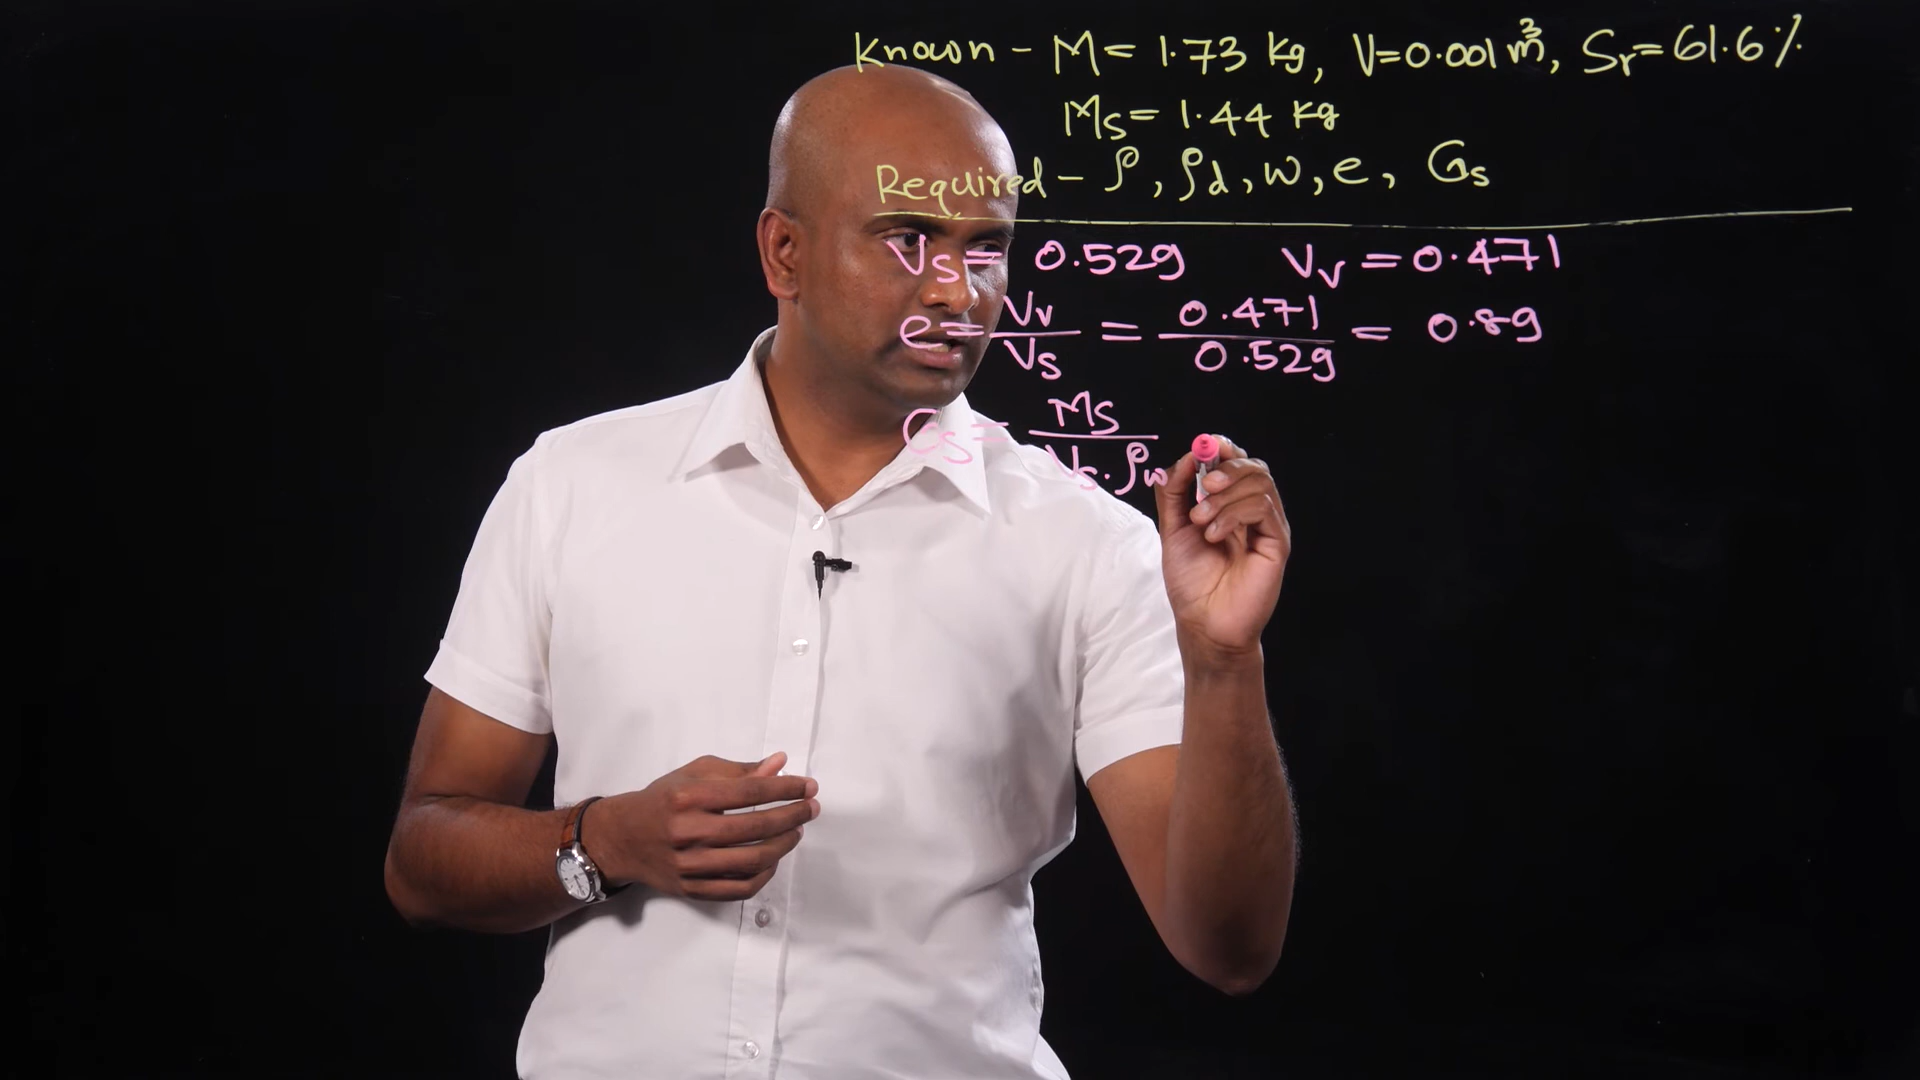 Known - M = 1.73 kg, V=0.001 m³, Sr = 61.6%
Ms = 1.44 kg
Required - ρ, ρd, w, e, Gs
Vs = 0.529 Vv = 0.471
e = Vv/Vs = 0.471/0.529 = 0.89
Gs = Ms/Vs.ρw